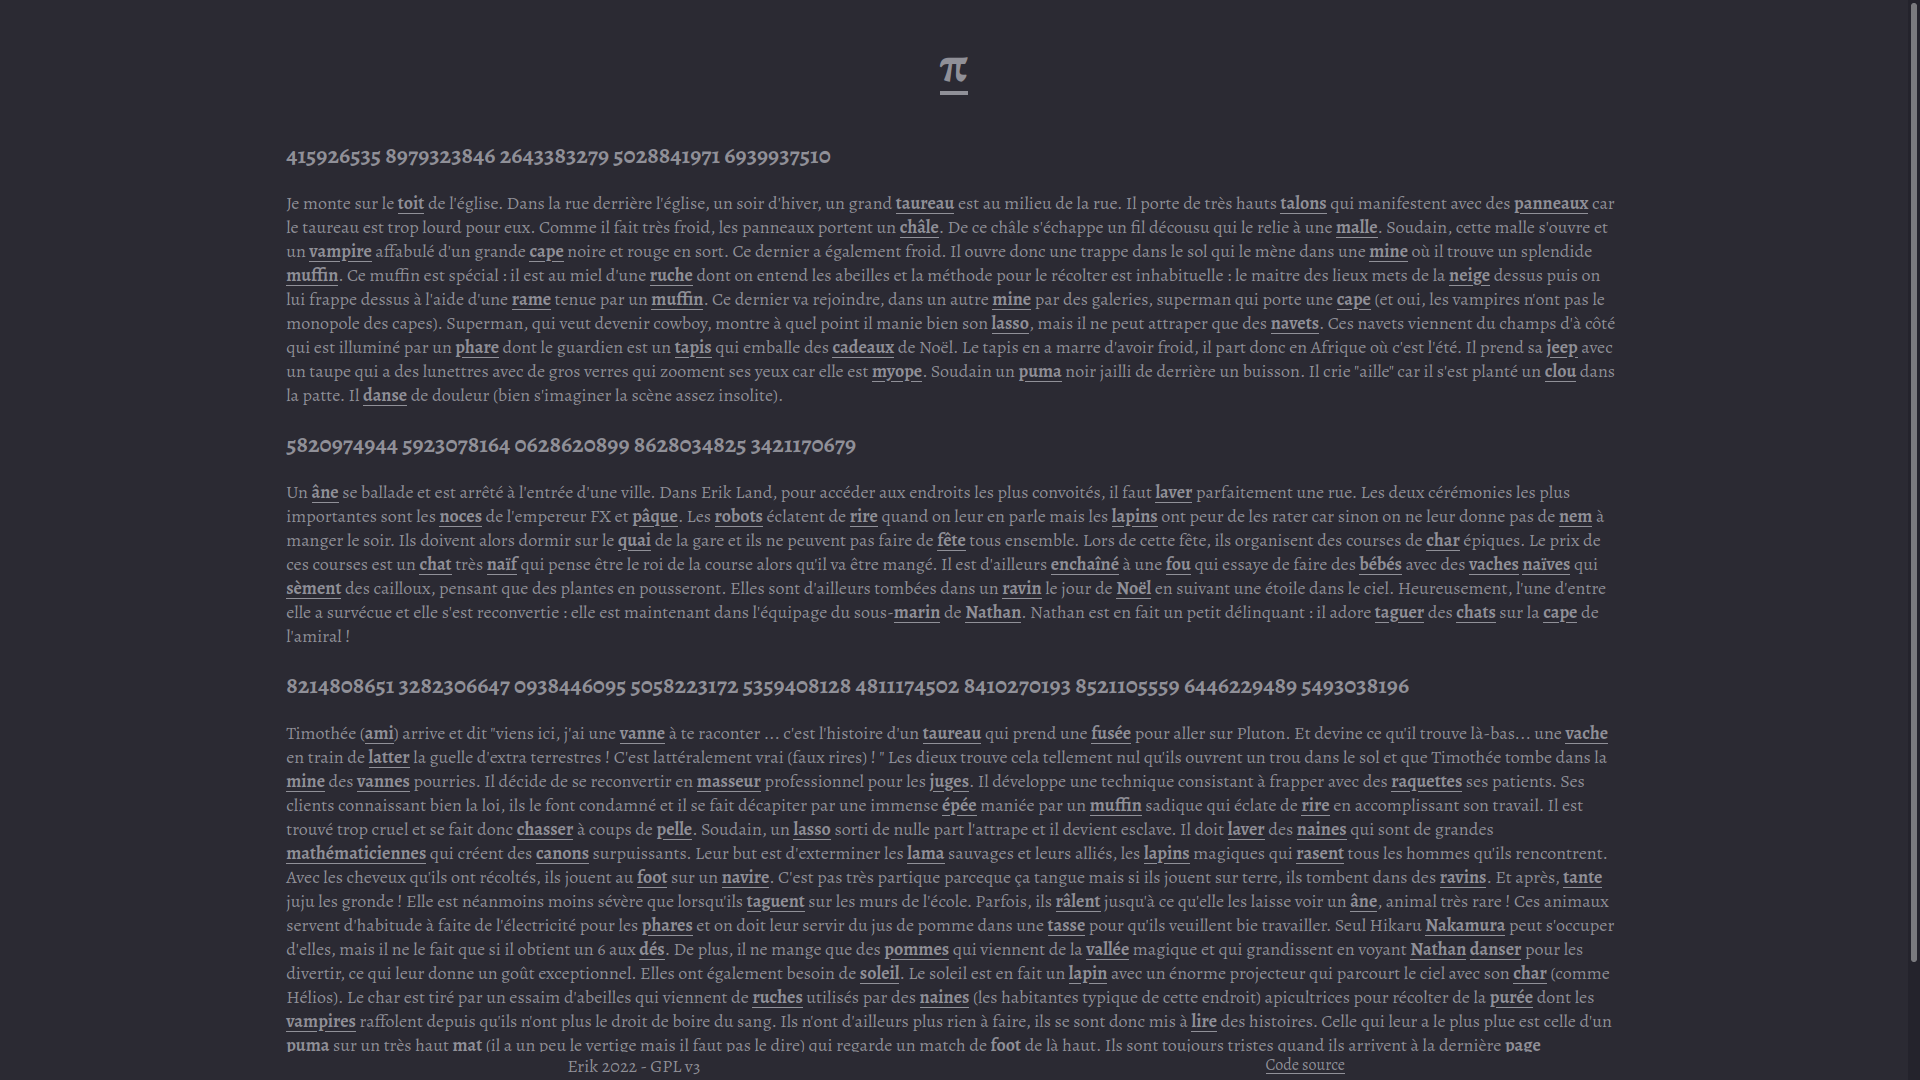 π
415926535 8979323846 2643383279 5028841971 6939937510
Je monte sur le toit de l'église. Dans la rue derrière l'église, un soir d'hiver, un grand taureau est au milieu de la rue. Il porte de très hauts talons qui manifestent avec des panneaux car
le taureau est trop lourd pour eux. Comme il fait très froid, les panneaux portent un châle. De ce châle s'échappe un fil décousu qui le relie à une malle. Soudain, cette malle s'ouvre et
un vampire affabulé d'un grande cape noire et rouge en sort. Ce dernier a également froid. Il ouvre donc une trappe dans le sol qui le mène dans une mine où il trouve un splendide
muffin. Ce muffin est spécial : il est au miel d'une ruche dont on entend les abeilles et la méthode pour le récolter est inhabituelle : le maitre des lieux mets de la neige dessus puis on
lui frappe dessus à l'aide d'une rame tenue par un muffin. Ce dernier va rejoindre, dans un autre mine par des galeries, superman qui porte une cape (et oui, les vampires n'ont pas le
monopole des capes). Superman, qui veut devenir cowboy, montre à quel point il manie bien son lasso, mais il ne peut attraper que des navets. Ces navets viennent du champs d'à côté
qui est illuminé par un phare dont le guardien est un tapis qui emballe des cadeaux de Noël. Le tapis en a marre d'avoir froid, il part donc en Afrique où c'est l'été. Il prend sa jeep avec
un taupe qui a des lunettres avec de gros verres qui zooment ses yeux car elle est myope. Soudain un puma noir jailli de derrière un buisson. Il crie "aille" car il s'est planté un clou dans
la patte. Il danse de douleur (bien s'imaginer la scène assez insolite).
5820974944 5923078164 0628620899 8628034825 3421170679
Un âne se ballade et est arrêté à l'entrée d'une ville. Dans Erik Land, pour accéder aux endroits les plus convoités, il faut laver parfaitement une rue. Les deux cérémonies les plus
importantes sont les noces de l'empereur FX et pâque. Les robots éclatent de rire quand on leur en parle mais les lapins ont peur de les rater car sinon on ne leur donne pas de nem à
manger le soir. Ils doivent alors dormir sur le quai de la gare et ils ne peuvent pas faire de fête tous ensemble. Lors de cette fête, ils organisent des courses de char épiques. Le prix de
ces courses est un chat très naïf qui pense être le roi de la course alors qu'il va être mangé. Il est d'ailleurs enchaîné à une fou qui essaye de faire des bébés avec des vaches naïves qui
sèment des cailloux, pensant que des plantes en pousseront. Elles sont d'ailleurs tombées dans un ravin le jour de Noël en suivant une étoile dans le ciel. Heureusement, l'une d'entre
elle a survécue et elle s'est reconvertie : elle est maintenant dans l'équipage du sous-marin de Nathan. Nathan est en fait un petit délinquant : il adore taguer des chats sur la cape de
l'amiral !
8214808651 3282306647 0938446095 5058223172 5359408128 4811174502 8410270193 8521105559 6446229489 5493038196
Timothée (ami) arrive et dit "viens ici, j'ai une vanne à te raconter ... c'est l'histoire d'un taureau qui prend une fusée pour aller sur Pluton. Et devine ce qu'il trouve là-bas... une vache
en train de latter la guelle d'extra terrestres ! C'est lattéralement vrai (faux rires) ! " Les dieux trouve cela tellement nul qu'ils ouvrent un trou dans le sol et que Timothée tombe dans la
mine des vannes pourries. Il décide de se reconvertir en masseur professionnel pour les juges. Il développe une technique consistant à frapper avec des raquettes ses patients. Ses
clients connaissant bien la loi, ils le font condamné et il se fait décapiter par une immense épée maniée par un muffin sadique qui éclate de rire en accomplissant son travail. Il est
trouvé trop cruel et se fait donc chasser à coups de pelle. Soudain, un lasso sorti de nulle part l'attrape et il devient esclave. Il doit laver des naines qui sont de grandes
mathématiciennes qui créent des canons surpuissants. Leur but est d'exterminer les lama sauvages et leurs alliés, les lapins magiques qui rasent tous les hommes qu'ils rencontrent.
Avec les cheveux qu'ils ont récoltés, ils jouent au foot sur un navire. C'est pas très partique parceque ça tangue mais si ils jouent sur terre, ils tombent dans des ravins. Et après, tante
juju les gronde ! Elle est néanmoins moins sévère que lorsqu'ils taguent sur les murs de l'école. Parfois, ils râlent jusqu'à ce qu'elle les laisse voir un âne, animal très rare ! Ces animaux
servent d'habitude à faite de l'électricité pour les phares et on doit leur servir du jus de pomme dans une tasse pour qu'ils veuillent bie travailler. Seul Hikaru Nakamura peut s'occuper
d'elles, mais il ne le fait que si il obtient un 6 aux dés. De plus, il ne mange que des pommes qui viennent de la vallée magique et qui grandissent en voyant Nathan danser pour les
divertir, ce qui leur donne un goût exceptionnel. Elles ont également besoin de soleil. Le soleil est en fait un lapin avec un énorme projecteur qui parcourt le ciel avec son char (comme
Hélios). Le char est tiré par un essaim d'abeilles qui viennent de ruches utilisés par des naines (les habitantes typique de cette endroit) apicultrices pour récolter de la purée dont les
vampires raffolent depuis qu'ils n'ont plus le droit de boire du sang. Ils n'ont d'ailleurs plus rien à faire, ils se sont donc mis à lire des histoires. Celle qui leur a le plus plue est celle d'un
puma sur un très haut mat (il a un peu le vertige mais il faut pas le dire) qui regarde un match de foot de là haut. Ils sont toujours tristes quand ils arrivent à la dernière page
Erik 2022 - GPL v3
Code source